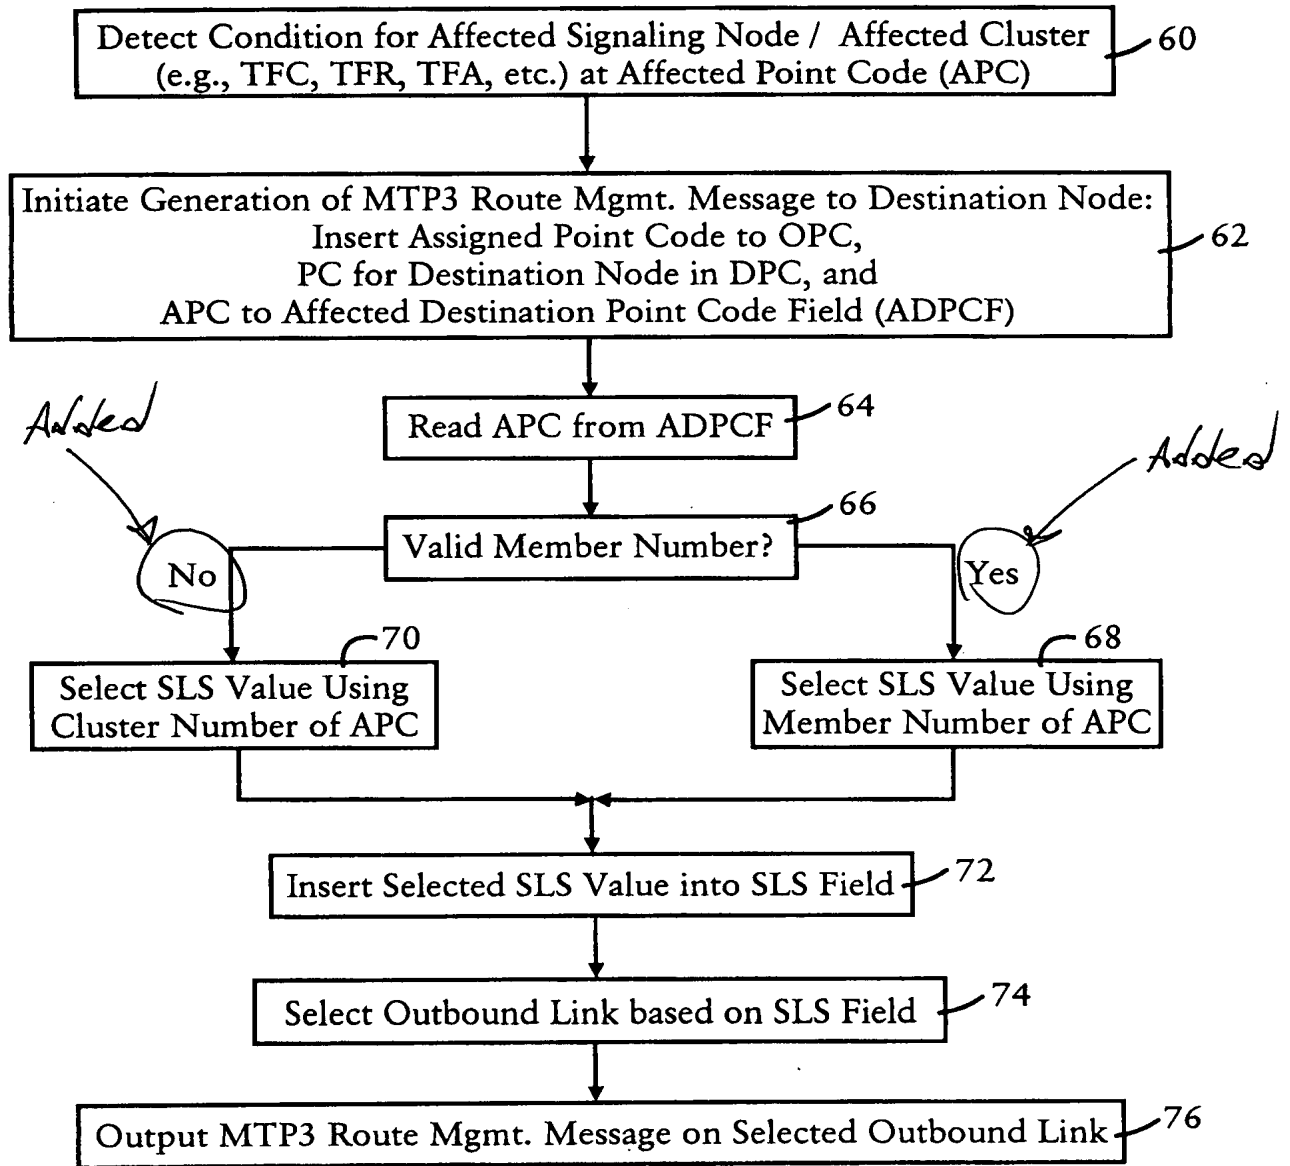 Detect Condition for Affected Signaling Node / Affected Cluster
(e.g., TFC, TFR, TFA, etc.) at Affected Point Code (APC)
60
Initiate Generation of MTP3 Route Mgmt. Message to Destination Node:
Insert Assigned Point Code to OPC,
PC for Destination Node in DPC, and
APC to Affected Destination Point Code Field (ADPCF)
62
Added
Read APC from ADPCF
64
Added
Valid Member Number?
66
No
Yes
70
Select SLS Value Using
Cluster Number of APC
68
Select SLS Value Using
Member Number of APC
Insert Selected SLS Value into SLS Field
72
Select Outbound Link based on SLS Field
74
Output MTP3 Route Mgmt. Message on Selected Outbound Link
76